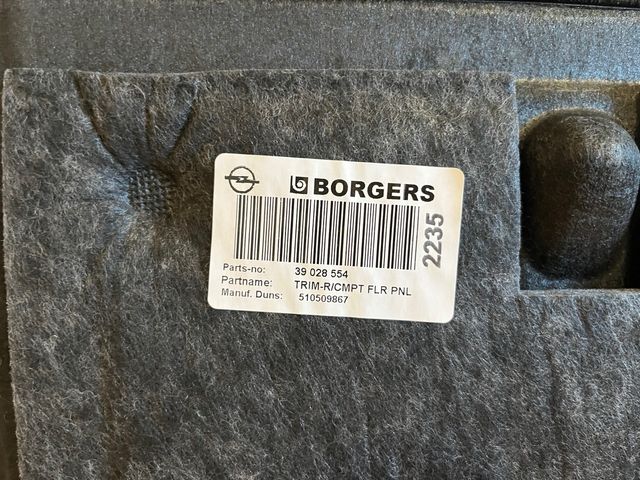 BORGERS
2235
Parts-no: 39 028 554
Partname: TRIM-R/CMPT FLR PNL
Manuf. Duns: 510509867